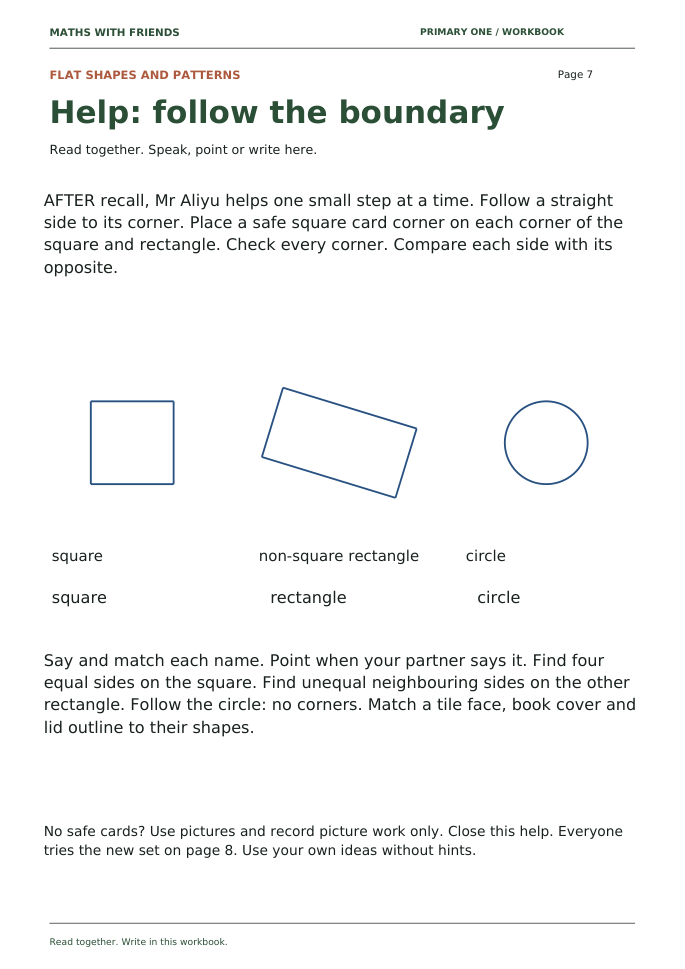 MATHS WITH FRIENDS
PRIMARY ONE / WORKBOOK
FLAT SHAPES AND PATTERNS
Page 7
Help: follow the boundary
Read together. Speak, point or write here.
AFTER recall, Mr Aliyu helps one small step at a time. Follow a straight
side to its corner. Place a safe square card corner on each corner of the
square and rectangle. Check every corner. Compare each side with its
opposite.
square
non-square rectangle
circle
square
rectangle
circle
Say and match each name. Point when your partner says it. Find four
equal sides on the square. Find unequal neighbouring sides on the other
rectangle. Follow the circle: no corners. Match a tile face, book cover and
lid outline to their shapes.
No safe cards? Use pictures and record picture work only. Close this help. Everyone
tries the new set on page 8. Use your own ideas without hints.
Read together. Write in this workbook.